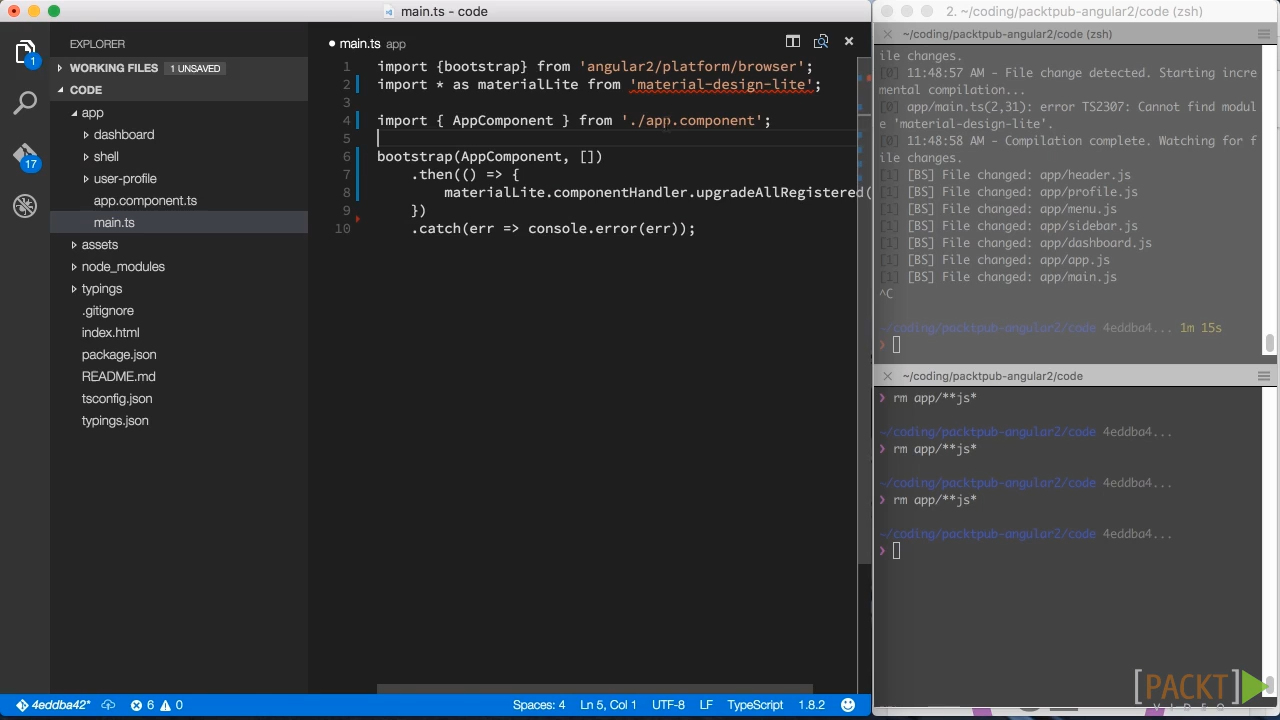 main.ts - code
EXPLORER
WORKING FILES 1 UNSAVED
CODE
app
dashboard
shell
user-profile
app.component.ts
main.ts
assets
node_modules
typings
.gitignore
index.html
package.json
README.md
tsconfig.json
typings.json
1
17
main.ts app
1 import {bootstrap} from 'angular2/platform/browser';
2 import * as materialLite from 'material-design-lite';
3
4 import { AppComponent } from './app.component';
5
6 bootstrap(AppComponent, [])
7 .then(() => {
8 materialLite.componentHandler.upgradeAllRegistered(
9 })
10 .catch(err => console.error(err));
4eddba42* 6 0 Spaces: 4 Ln 5, Col 1 UTF-8 LF TypeScript 1.8.2
2. ~/coding/packtpub-angular2/code (zsh)
~/coding/packtpub-angular2/code (zsh)
ile changes.
[0] 11:48:57 AM - File change detected. Starting incre
mental compilation...
[0] app/main.ts(2,31): error TS2307: Cannot find modul
e 'material-design-lite'.
[0] 11:48:58 AM - Compilation complete. Watching for f
ile changes.
[1] [BS] File changed: app/header.js
[1] [BS] File changed: app/profile.js
[1] [BS] File changed: app/menu.js
[1] [BS] File changed: app/sidebar.js
[1] [BS] File changed: app/dashboard.js
[1] [BS] File changed: app/app.js
[1] [BS] File changed: app/main.js
^C
~/coding/packtpub-angular2/code 4eddba4... 1m 15s
❯
~/coding/packtpub-angular2/code
❯ rm app/**js*
~/coding/packtpub-angular2/code 4eddba4...
❯ rm app/**js*
~/coding/packtpub-angular2/code 4eddba4...
❯ rm app/**js*
~/coding/packtpub-angular2/code 4eddba4...
❯
[PACKT]
VIDEO